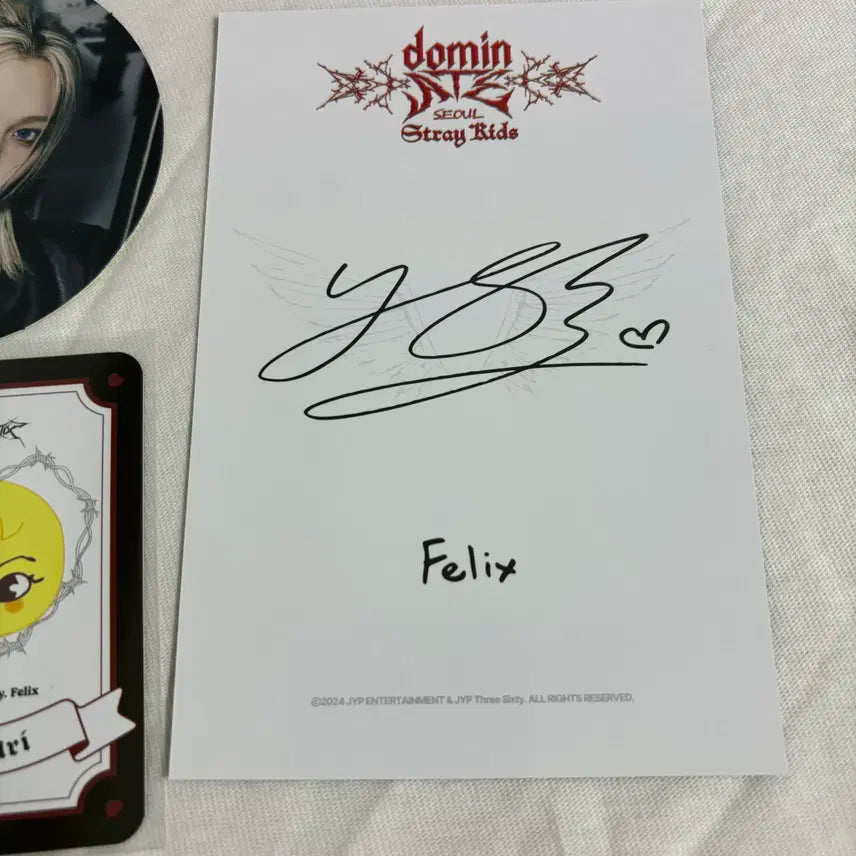 domin
ATE
SEOUL
Stray Kids
Felix
©2024 JYP ENTERTAINMENT & JYP Three Sixty. ALL RIGHTS RESERVED.
y. Felix